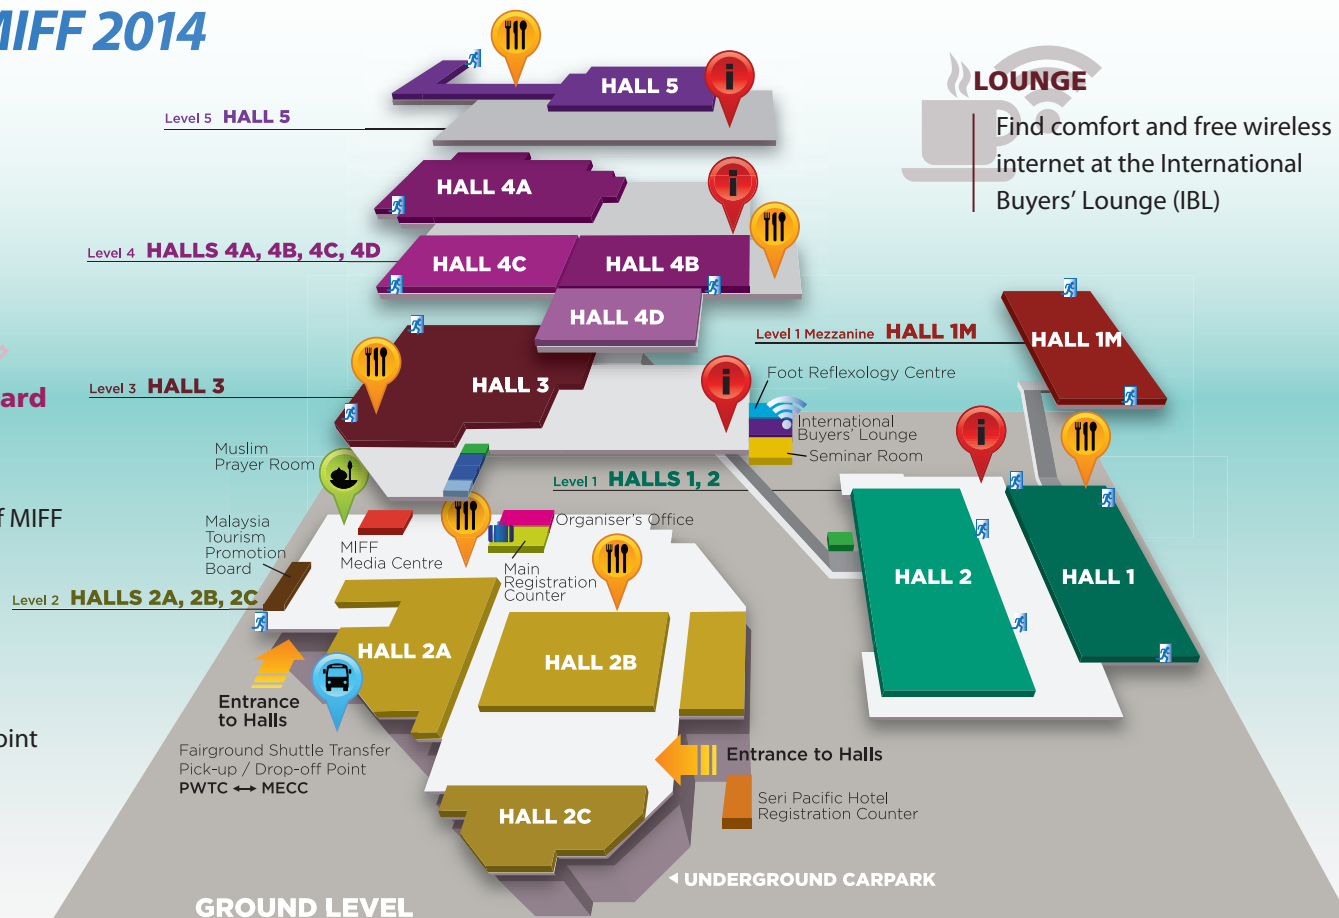 MIFF 2014
HALL 5
Level 5 HALL 5
LOUNGE
Find comfort and free wireless
internet at the International
Buyers’ Lounge (IBL)
HALL 4A
Level 4 HALLS 4A, 4B, 4C, 4D
HALL 4C
HALL 4B
HALL 4D
Level 1 Mezzanine HALL 1M
HALL 1M
Level 3 HALL 3
HALL 3
Foot Reflexology Centre
International
Buyers’ Lounge
Seminar Room
ard
Muslim
Prayer Room
Level 1 HALLS 1, 2
f MIFF
Malaysia
Tourism
Promotion
Board
MIFF
Media Centre
Organiser’s Office
Main
Registration
Counter
HALL 2
HALL 1
Level 2 HALLS 2A, 2B, 2C
HALL 2A
HALL 2B
Entrance
to Halls
oint
Fairground Shuttle Transfer
Pick-up / Drop-off Point
PWTC ↔ MECC
Entrance to Halls
Seri Pacific Hotel
Registration Counter
HALL 2C
UNDERGROUND CARPARK
GROUND LEVEL